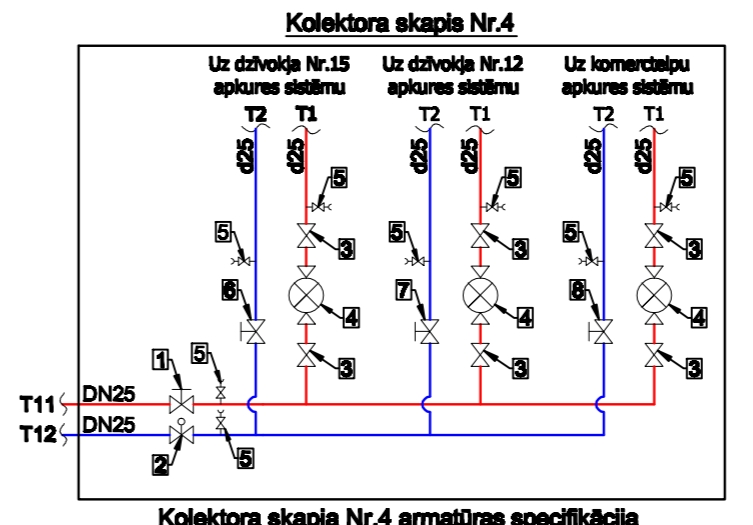 Kolektora skapis Nr.4
Uz dzīvokļa Nr.15 apkures sistēmu
Uz dzīvokļa Nr.12 apkures sistēmu
Uz komerctelpu apkures sistēmu
T2 T1 T2 T1 T2 T1
d25 d25 d25 d25 d25 d25
5 5 5
5 3 5 3 5 3
6 4 7 4 8 4
3 3 3
1 5
T11 DN25
T12 DN25
2 5
Kolektora skapja Nr.4 armatūras specifikācija